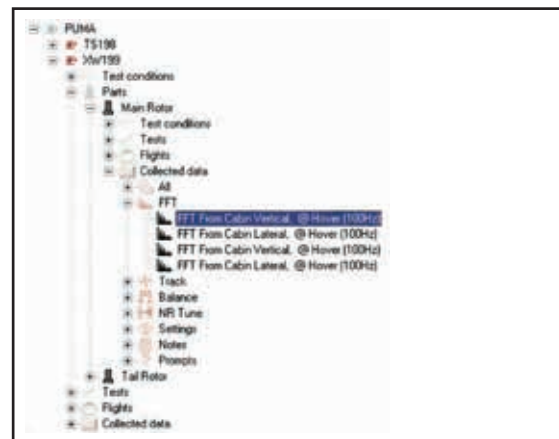 PUMA
TS198
XW199
Test conditions
Parts
Main Rotor
Test conditions
Tests
Flights
Collected data
All
FFT
FFT From Cabin Vertical, @ Hover (100Hz)
FFT From Cabin Lateral, @ Hover (100Hz)
FFT From Cabin Vertical, @ Hover (100Hz)
FFT From Cabin Lateral, @ Hover (100Hz)
Track
Balance
NR Tune
Settings
Notes
Prompts
Tail Rotor
Tests
Flights
Collected data